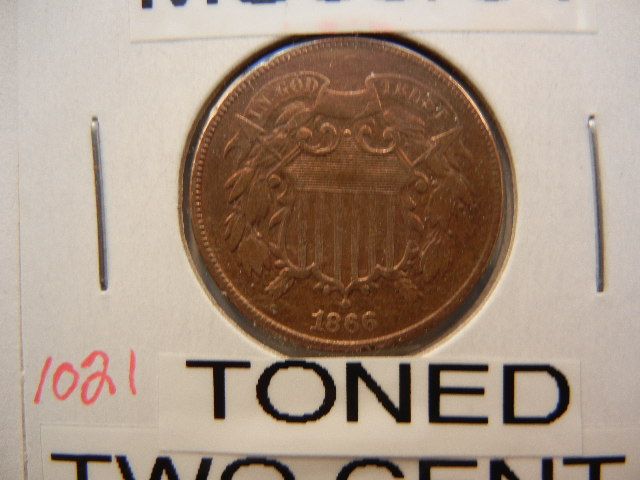 IN GOD TRUST
1866
1021
TONED
TWO CENT